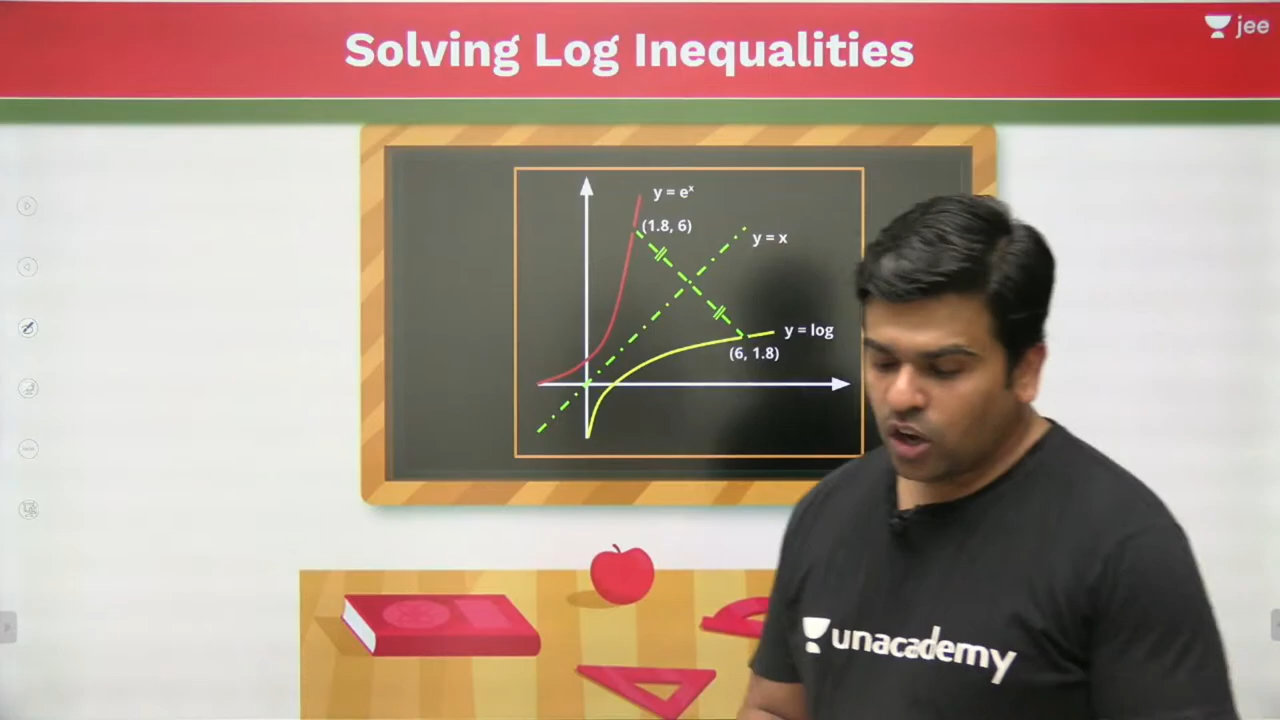 Solving Log Inequalities
jee
y = eˣ
(1.8, 6)
y = x
y = log
(6, 1.8)
unacademy